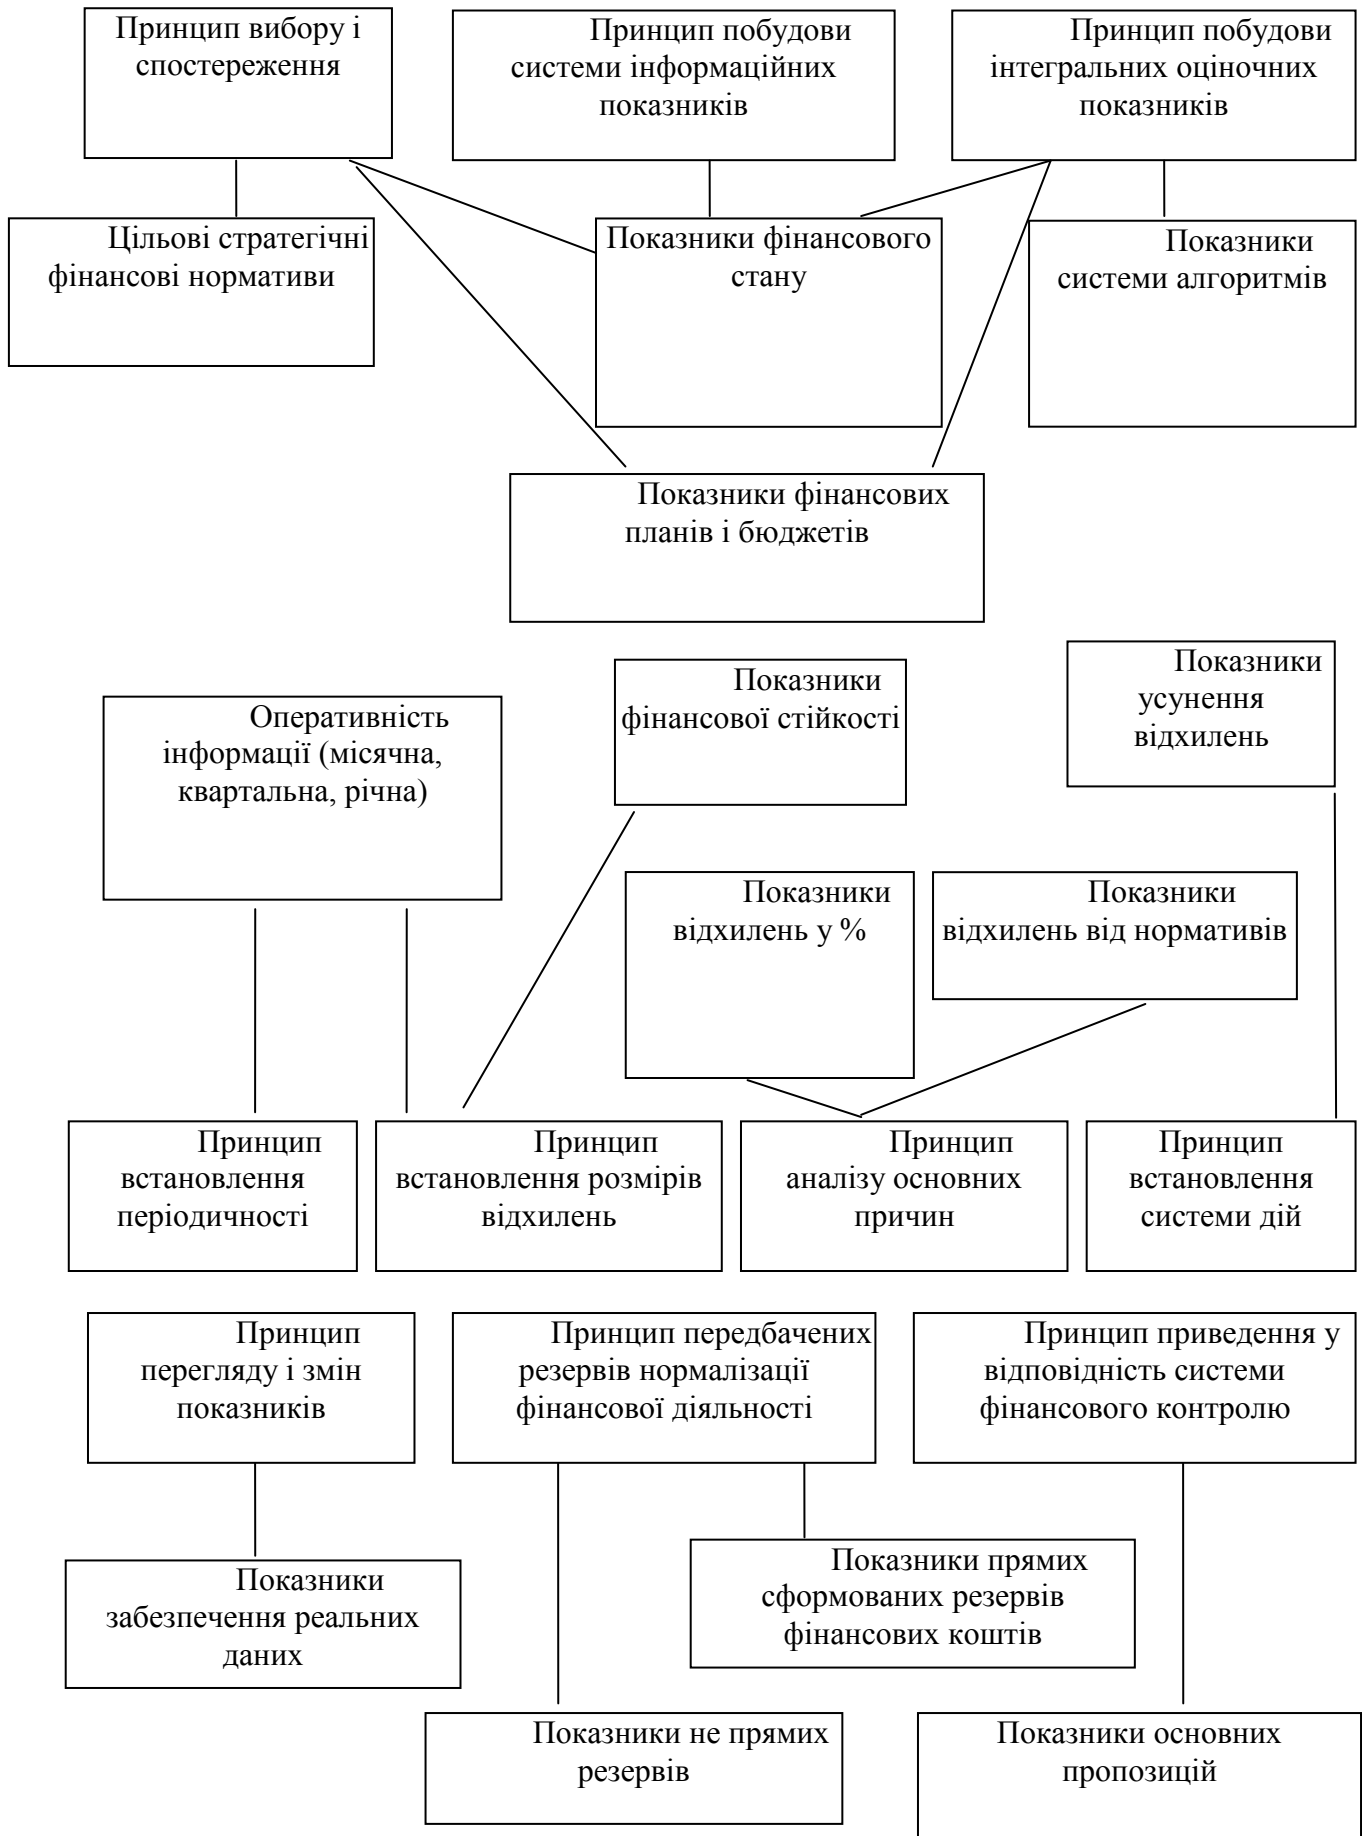 Принцип вибору і
спостереження
Принцип побудови
системи інформаційних
показників
Принцип побудови
інтегральних оціночних
показників
Цільові стратегічні
фінансові нормативи
Показники фінансового
стану
Показники
системи алгоритмів
Показники фінансових
планів і бюджетів
Оперативність
інформації (місячна,
квартальна, річна)
Показники
фінансової стійкості
Показники
усунення
відхилень
Показники
відхилень у %
Показники
відхилень від нормативів
Принцип
встановлення
періодичності
Принцип
встановлення розмірів
відхилень
Принцип
аналізу основних
причин
Принцип
встановлення
системи дій
Принцип
перегляду і змін
показників
Принцип передбачених
резервів нормалізації
фінансової діяльності
Принцип приведення у
відповідність системи
фінансового контролю
Показники
забезпечення реальних
даних
Показники прямих
сформованих резервів
фінансових коштів
Показники не прямих
резервів
Показники основних
пропозицій